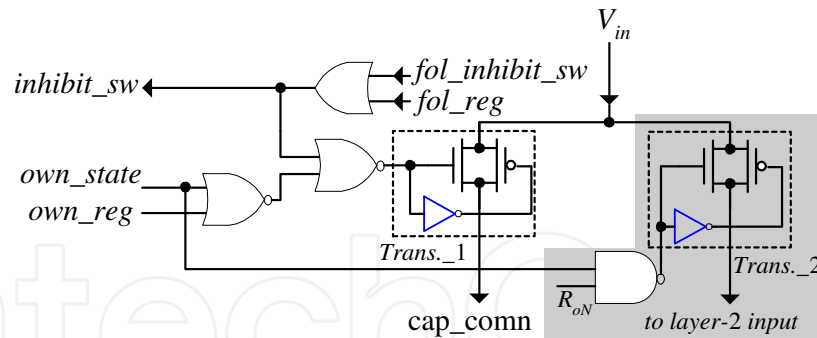 V_in
inhibit_sw
fol_inhibit_sw
fol_reg
own_state
own_reg
Trans._1
Trans._2
R_oN
cap_comn
to layer-2 input